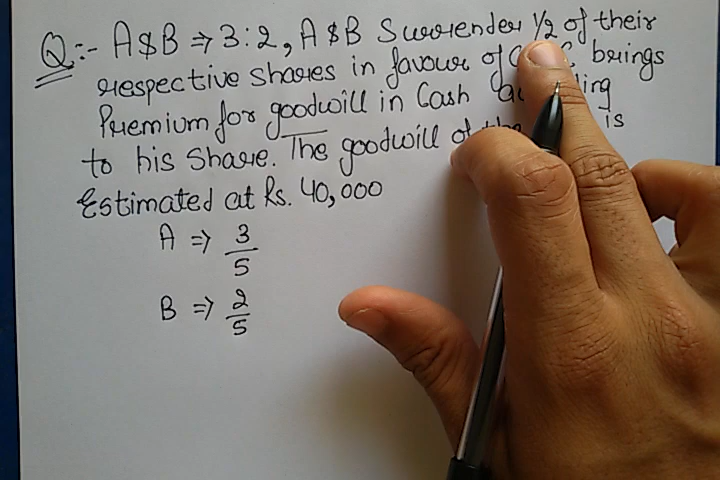 Q:- A $ B ⇒ 3:2, A $ B Surrender 1/2 of their
respective shares in favour of brings
Premium for goodwill in Cash
to his Share. The goodwill of is
Estimated at Rs. 40,000
A ⇒ 3/5
B ⇒ 2/5